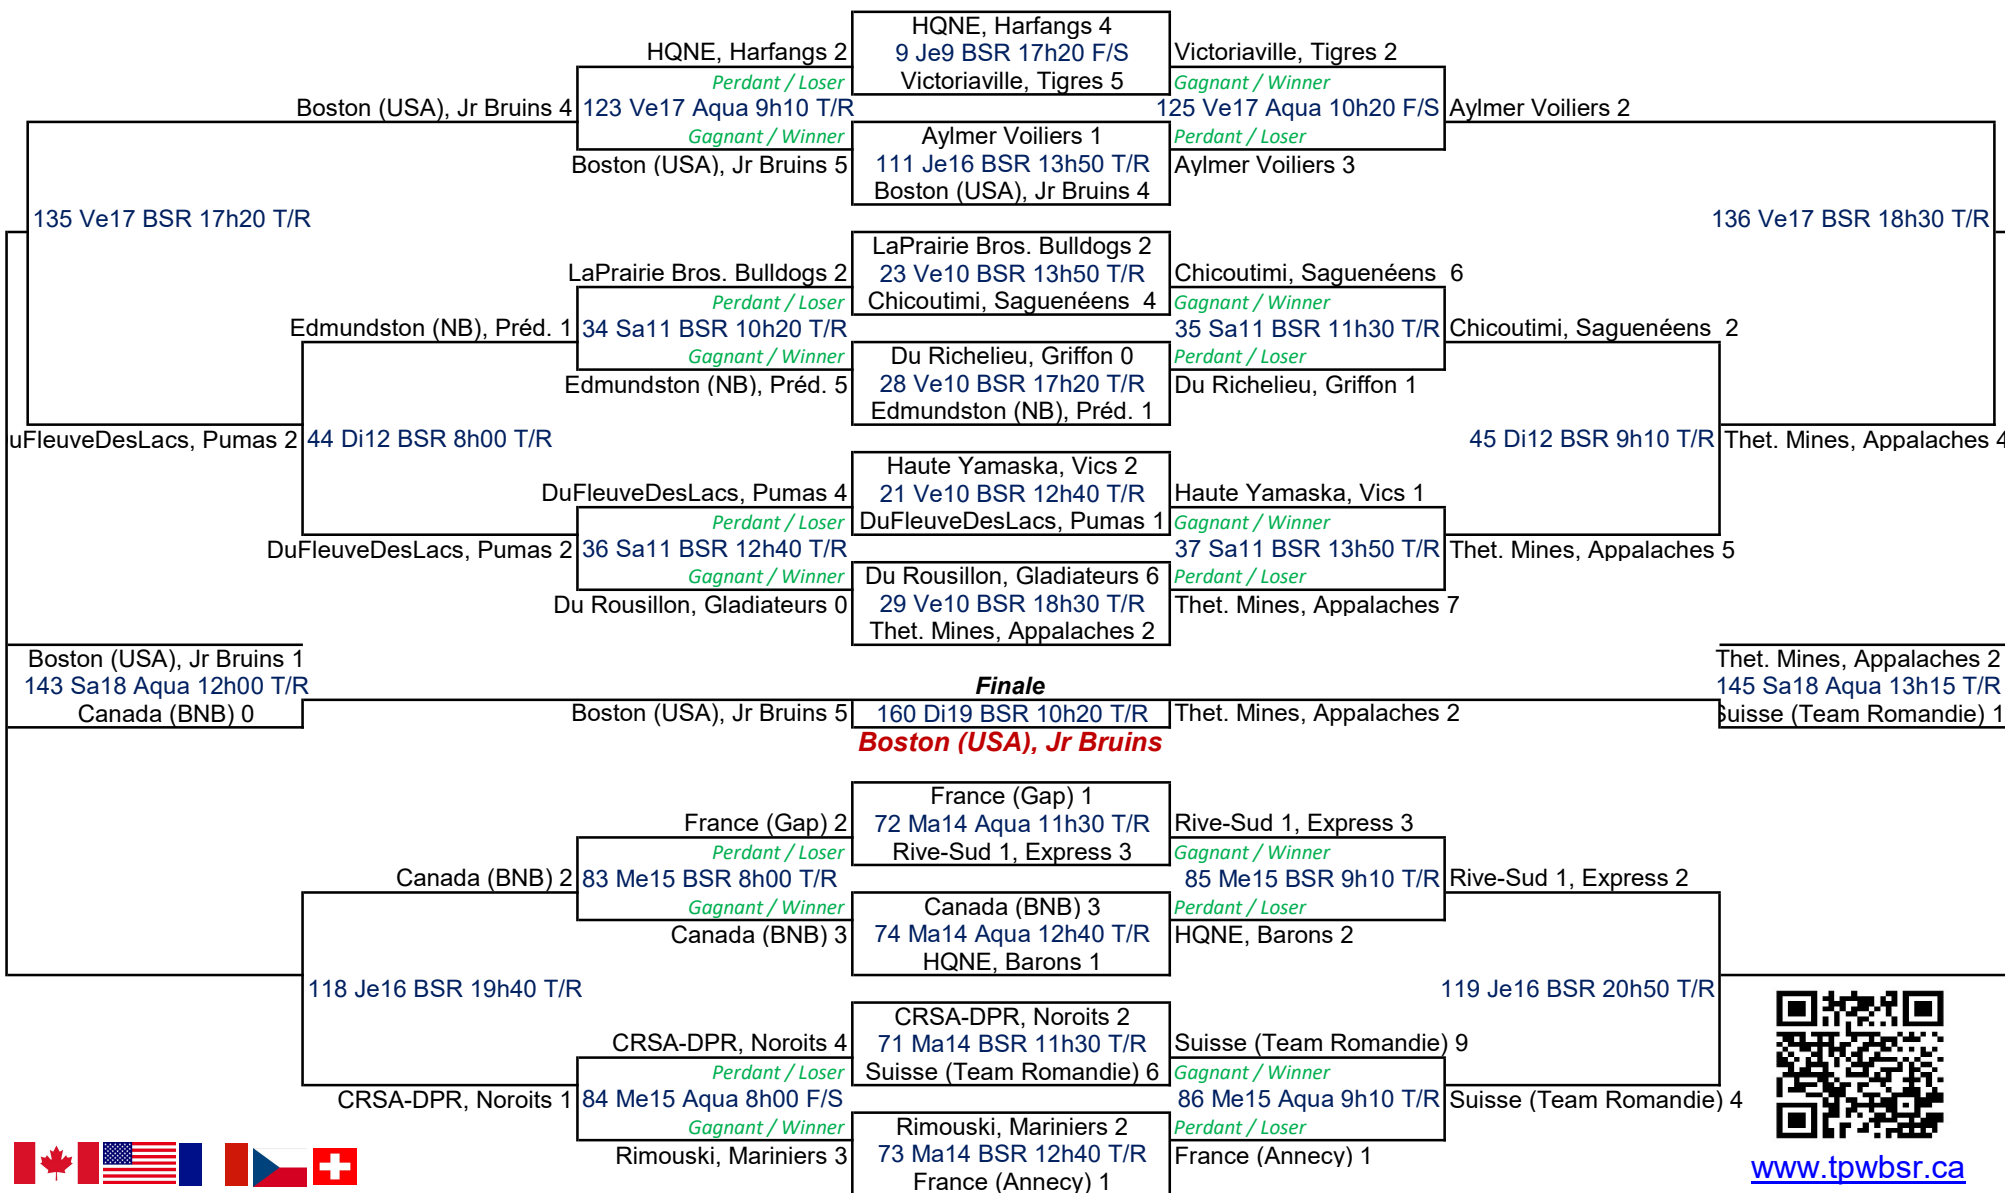 HQNE, Harfangs 4
HQNE, Harfangs 2
9 Je9 BSR 17h20 F/S
Victoriaville, Tigres 2
Perdant / Loser
Victoriaville, Tigres 5
Gagnant / Winner
Boston (USA), Jr Bruins 4
123 Ve17 Aqua 9h10 T/R
125 Ve17 Aqua 10h20 F/S
Aylmer Voiliers 2
Gagnant / Winner
Aylmer Voiliers 1
Perdant / Loser
Boston (USA), Jr Bruins 5
111 Je16 BSR 13h50 T/R
Aylmer Voiliers 3
Boston (USA), Jr Bruins 4
135 Ve17 BSR 17h20 T/R
136 Ve17 BSR 18h30 T/R
LaPrairie Bros. Bulldogs 2
LaPrairie Bros. Bulldogs 2
23 Ve10 BSR 13h50 T/R
Chicoutimi, Saguenéens 6
Perdant / Loser
Chicoutimi, Saguenéens 4
Gagnant / Winner
Edmundston (NB), Préd. 1
34 Sa11 BSR 10h20 T/R
35 Sa11 BSR 11h30 T/R
Chicoutimi, Saguenéens 2
Gagnant / Winner
Du Richelieu, Griffon 0
Perdant / Loser
Edmundston (NB), Préd. 5
28 Ve10 BSR 17h20 T/R
Du Richelieu, Griffon 1
Edmundston (NB), Préd. 1
uFleuveDesLacs, Pumas 2
44 Di12 BSR 8h00 T/R
45 Di12 BSR 9h10 T/R
Thet. Mines, Appalaches 4
Haute Yamaska, Vics 2
DuFleuveDesLacs, Pumas 4
21 Ve10 BSR 12h40 T/R
Haute Yamaska, Vics 1
Perdant / Loser
DuFleuveDesLacs, Pumas 1
Gagnant / Winner
DuFleuveDesLacs, Pumas 2
36 Sa11 BSR 12h40 T/R
37 Sa11 BSR 13h50 T/R
Thet. Mines, Appalaches 5
Gagnant / Winner
Du Rousillon, Gladiateurs 6
Perdant / Loser
Du Rousillon, Gladiateurs 0
29 Ve10 BSR 18h30 T/R
Thet. Mines, Appalaches 7
Thet. Mines, Appalaches 2
Boston (USA), Jr Bruins 1
Thet. Mines, Appalaches 2
143 Sa18 Aqua 12h00 T/R
Finale
145 Sa18 Aqua 13h15 T/R
Canada (BNB) 0
Boston (USA), Jr Bruins 5
160 Di19 BSR 10h20 T/R
Thet. Mines, Appalaches 2
Suisse (Team Romandie) 1
Boston (USA), Jr Bruins
France (Gap) 1
France (Gap) 2
72 Ma14 Aqua 11h30 T/R
Rive-Sud 1, Express 3
Perdant / Loser
Rive-Sud 1, Express 3
Gagnant / Winner
Canada (BNB) 2
83 Me15 BSR 8h00 T/R
85 Me15 BSR 9h10 T/R
Rive-Sud 1, Express 2
Gagnant / Winner
Canada (BNB) 3
Perdant / Loser
Canada (BNB) 3
74 Ma14 Aqua 12h40 T/R
HQNE, Barons 2
HQNE, Barons 1
118 Je16 BSR 19h40 T/R
119 Je16 BSR 20h50 T/R
CRSA-DPR, Noroits 2
CRSA-DPR, Noroits 4
71 Ma14 BSR 11h30 T/R
Suisse (Team Romandie) 9
Perdant / Loser
Suisse (Team Romandie) 6
Gagnant / Winner
CRSA-DPR, Noroits 1
84 Me15 Aqua 8h00 F/S
86 Me15 Aqua 9h10 T/R
Suisse (Team Romandie) 4
Gagnant / Winner
Rimouski, Mariniers 2
Perdant / Loser
Rimouski, Mariniers 3
73 Ma14 BSR 12h40 T/R
France (Annecy) 1
France (Annecy) 1
www.tpwbsr.ca